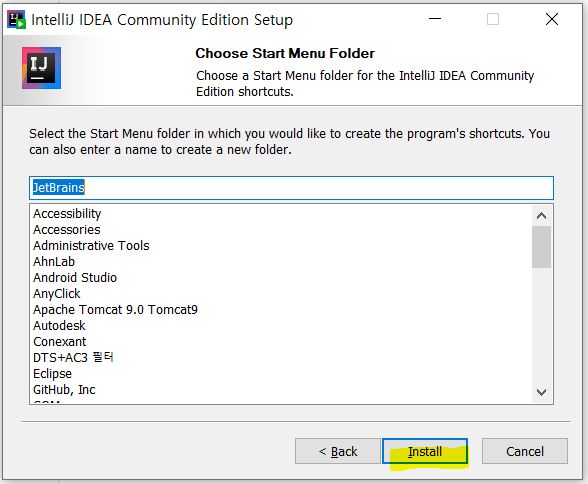 IntelliJ IDEA Community Edition Setup
IJ
Choose Start Menu Folder
Choose a Start Menu folder for the IntelliJ IDEA Community
Edition shortcuts.
Select the Start Menu folder in which you would like to create the program's shortcuts. You
can also enter a name to create a new folder.
JetBrains
Accessibility
Accessories
Administrative Tools
AhnLab
Android Studio
AnyClick
Apache Tomcat 9.0 Tomcat9
Autodesk
Conexant
DTS+AC3 필터
Eclipse
GitHub, Inc
< Back
Install
Cancel